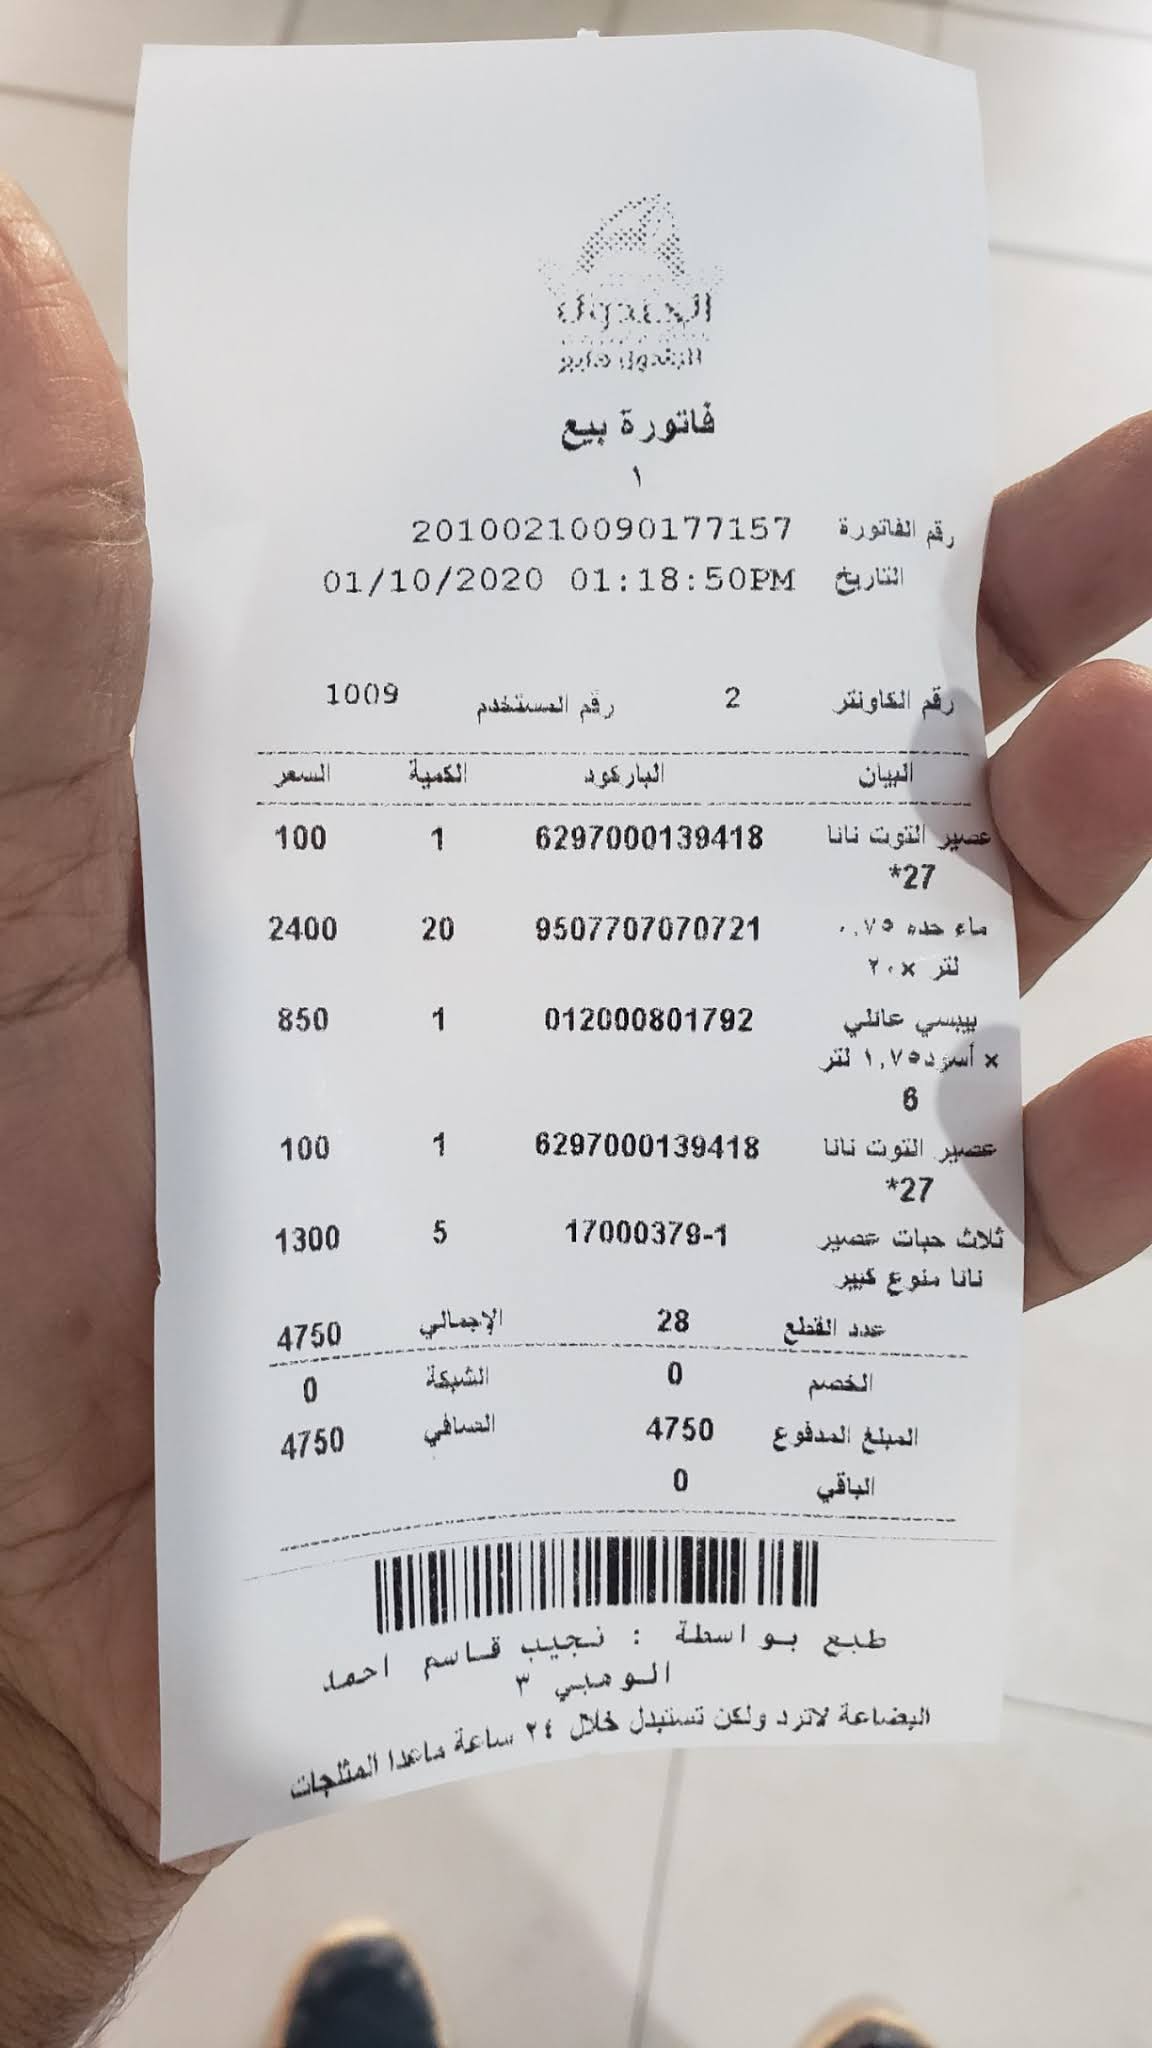 فاتورة بيع
١
رقم الفاتورة 20100210090177157
التاريخ 01/10/2020 01:18:50PM
رقم الكاونتر 2 رقم المستخدم 1009
البيان الباركود الكمية السعر
عصير التوت نانا 6297000139418 1 100
*27
ماء حده ٠,٧٥ 9507707070721 20 2400
لتر ×٢٠
بيبسي عائلي 012000801792 1 850
أسود١,٧٥ لتر ×
6
عصير التوت نانا 6297000139418 1 100
*27
ثلاث حبات عصير 17000379-1 5 1300
نانا منوع كبير
عدد القطع 28 الإجمالي 4750
الخصم 0 الشبكة 0
المبلغ المدفوع 4750 الصافي 4750
الباقي 0
طبع بواسطة : نجيب قاسم احمد
الوهبي ٣
البضاعة لاترد ولكن تستبدل خلال ٢٤ ساعة ماعدا المثلجات